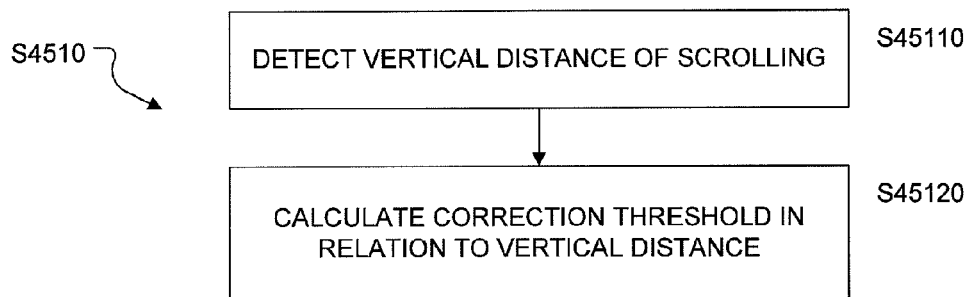 S4510
DETECT VERTICAL DISTANCE OF SCROLLING
S45110
CALCULATE CORRECTION THRESHOLD IN
RELATION TO VERTICAL DISTANCE
S45120